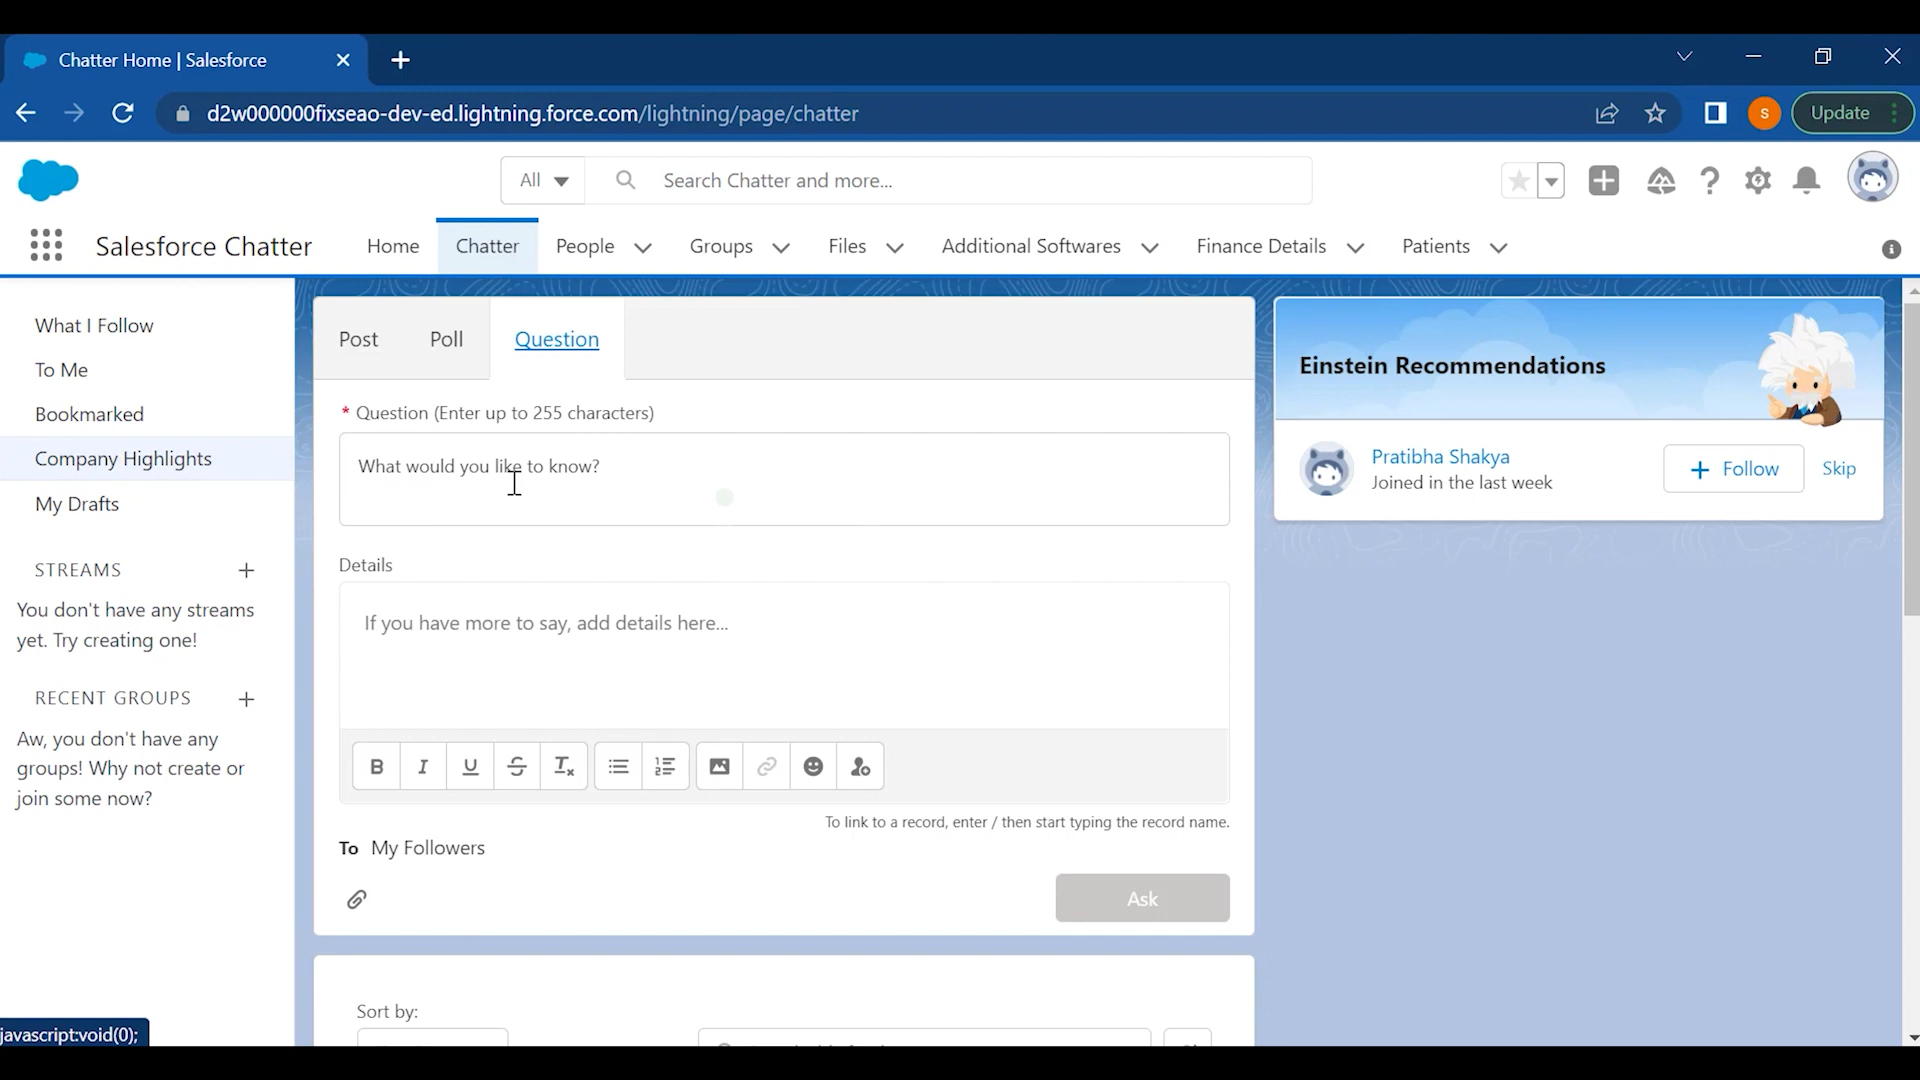 Chatter Home | Salesforce
d2w000000fixseao-dev-ed.lightning.force.com/lightning/page/chatter
S
Update
All
Search Chatter and more...
Salesforce Chatter
Home
Chatter
People
Groups
Files
Additional Softwares
Finance Details
Patients
What I Follow
To Me
Bookmarked
Company Highlights
My Drafts
STREAMS
You don't have any streams
yet. Try creating one!
RECENT GROUPS
Aw, you don't have any
groups! Why not create or
join some now?
Post
Poll
Question
* Question (Enter up to 255 characters)
What would you like to know?
Details
If you have more to say, add details here...
B
I
U
S
Tx
To link to a record, enter / then start typing the record name.
To My Followers
Ask
Sort by:
Einstein Recommendations
Pratibha Shakya
Joined in the last week
Follow
Skip
javascript:void(0);